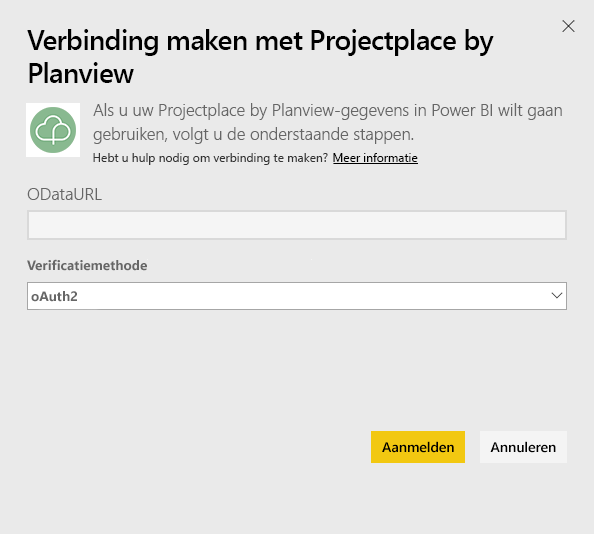 Verbinding maken met Projectplace by
Planview
Als u uw Projectplace by Planview-gegevens in Power BI wilt gaan
gebruiken, volgt u de onderstaande stappen.
Hebt u hulp nodig om verbinding te maken? Meer informatie
ODataURL
Verificatiemethode
oAuth2
Aanmelden Annuleren